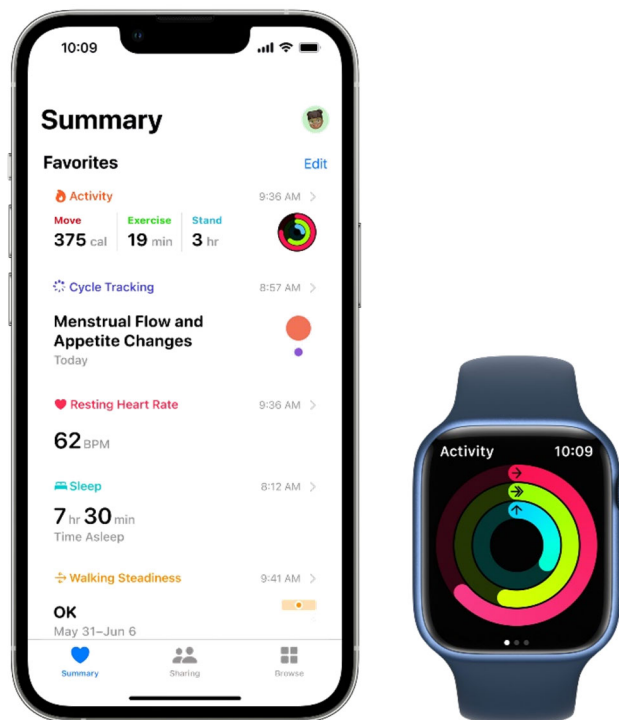 10:09
Summary
Favorites
Edit
Activity
9:36 AM
Move
Exercise
Stand
375 cal
19 min
3 hr
Cycle Tracking
8:57 AM
Menstrual Flow and
Appetite Changes
Today
Resting Heart Rate
9:36 AM
62 BPM
Sleep
8:12 AM
7 hr 30 min
Time Asleep
Walking Steadiness
9:41 AM
OK
May 31–Jun 6
Summary
Sharing
Browse
Activity
10:09